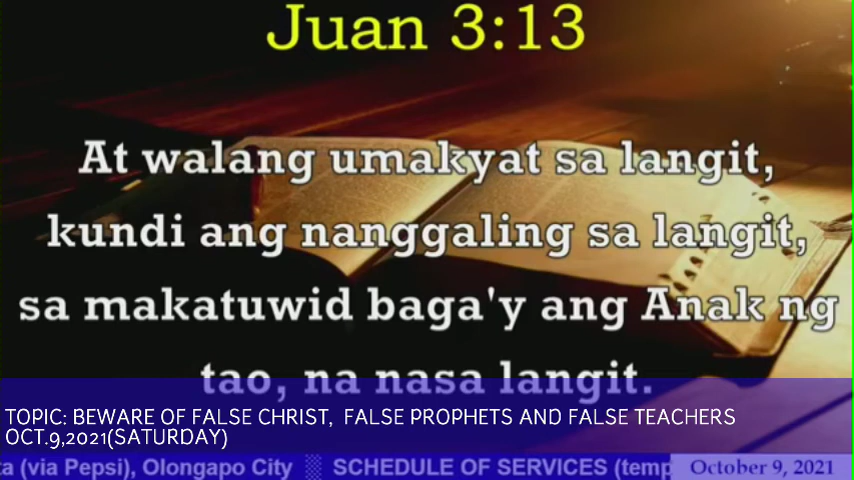 Juan 3:13
At walang umakyat sa langit,
kundi ang nanggaling sa langit,
sa makatuwid baga'y ang Anak ng
tao, na nasa langit.
TOPIC: BEWARE OF FALSE CHRIST, FALSE PROPHETS AND FALSE TEACHERS
OCT.9,2021(SATURDAY)
ta (via Pepsi), Olongapo City ░ SCHEDULE OF SERVICES (temp
October 9, 2021